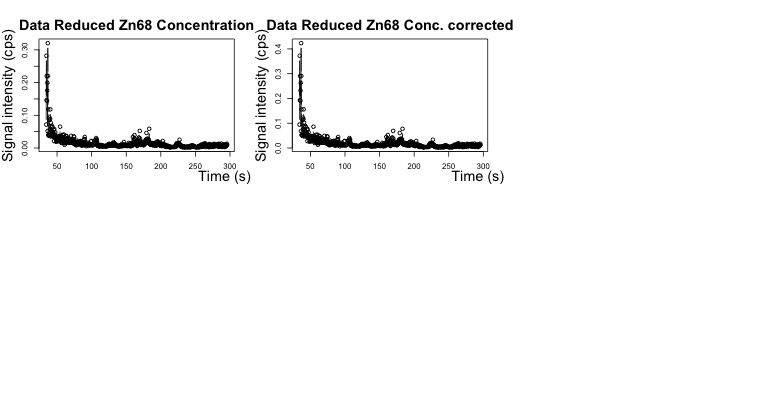 Data Reduced Zn68 Concentration
Signal intensity (cps)
0.00 0.10 0.20 0.30
50 100 150 200 250 300
Time (s)
Data Reduced Zn68 Conc. corrected
Signal intensity (cps)
0.0 0.1 0.2 0.3 0.4
50 100 150 200 250 300
Time (s)